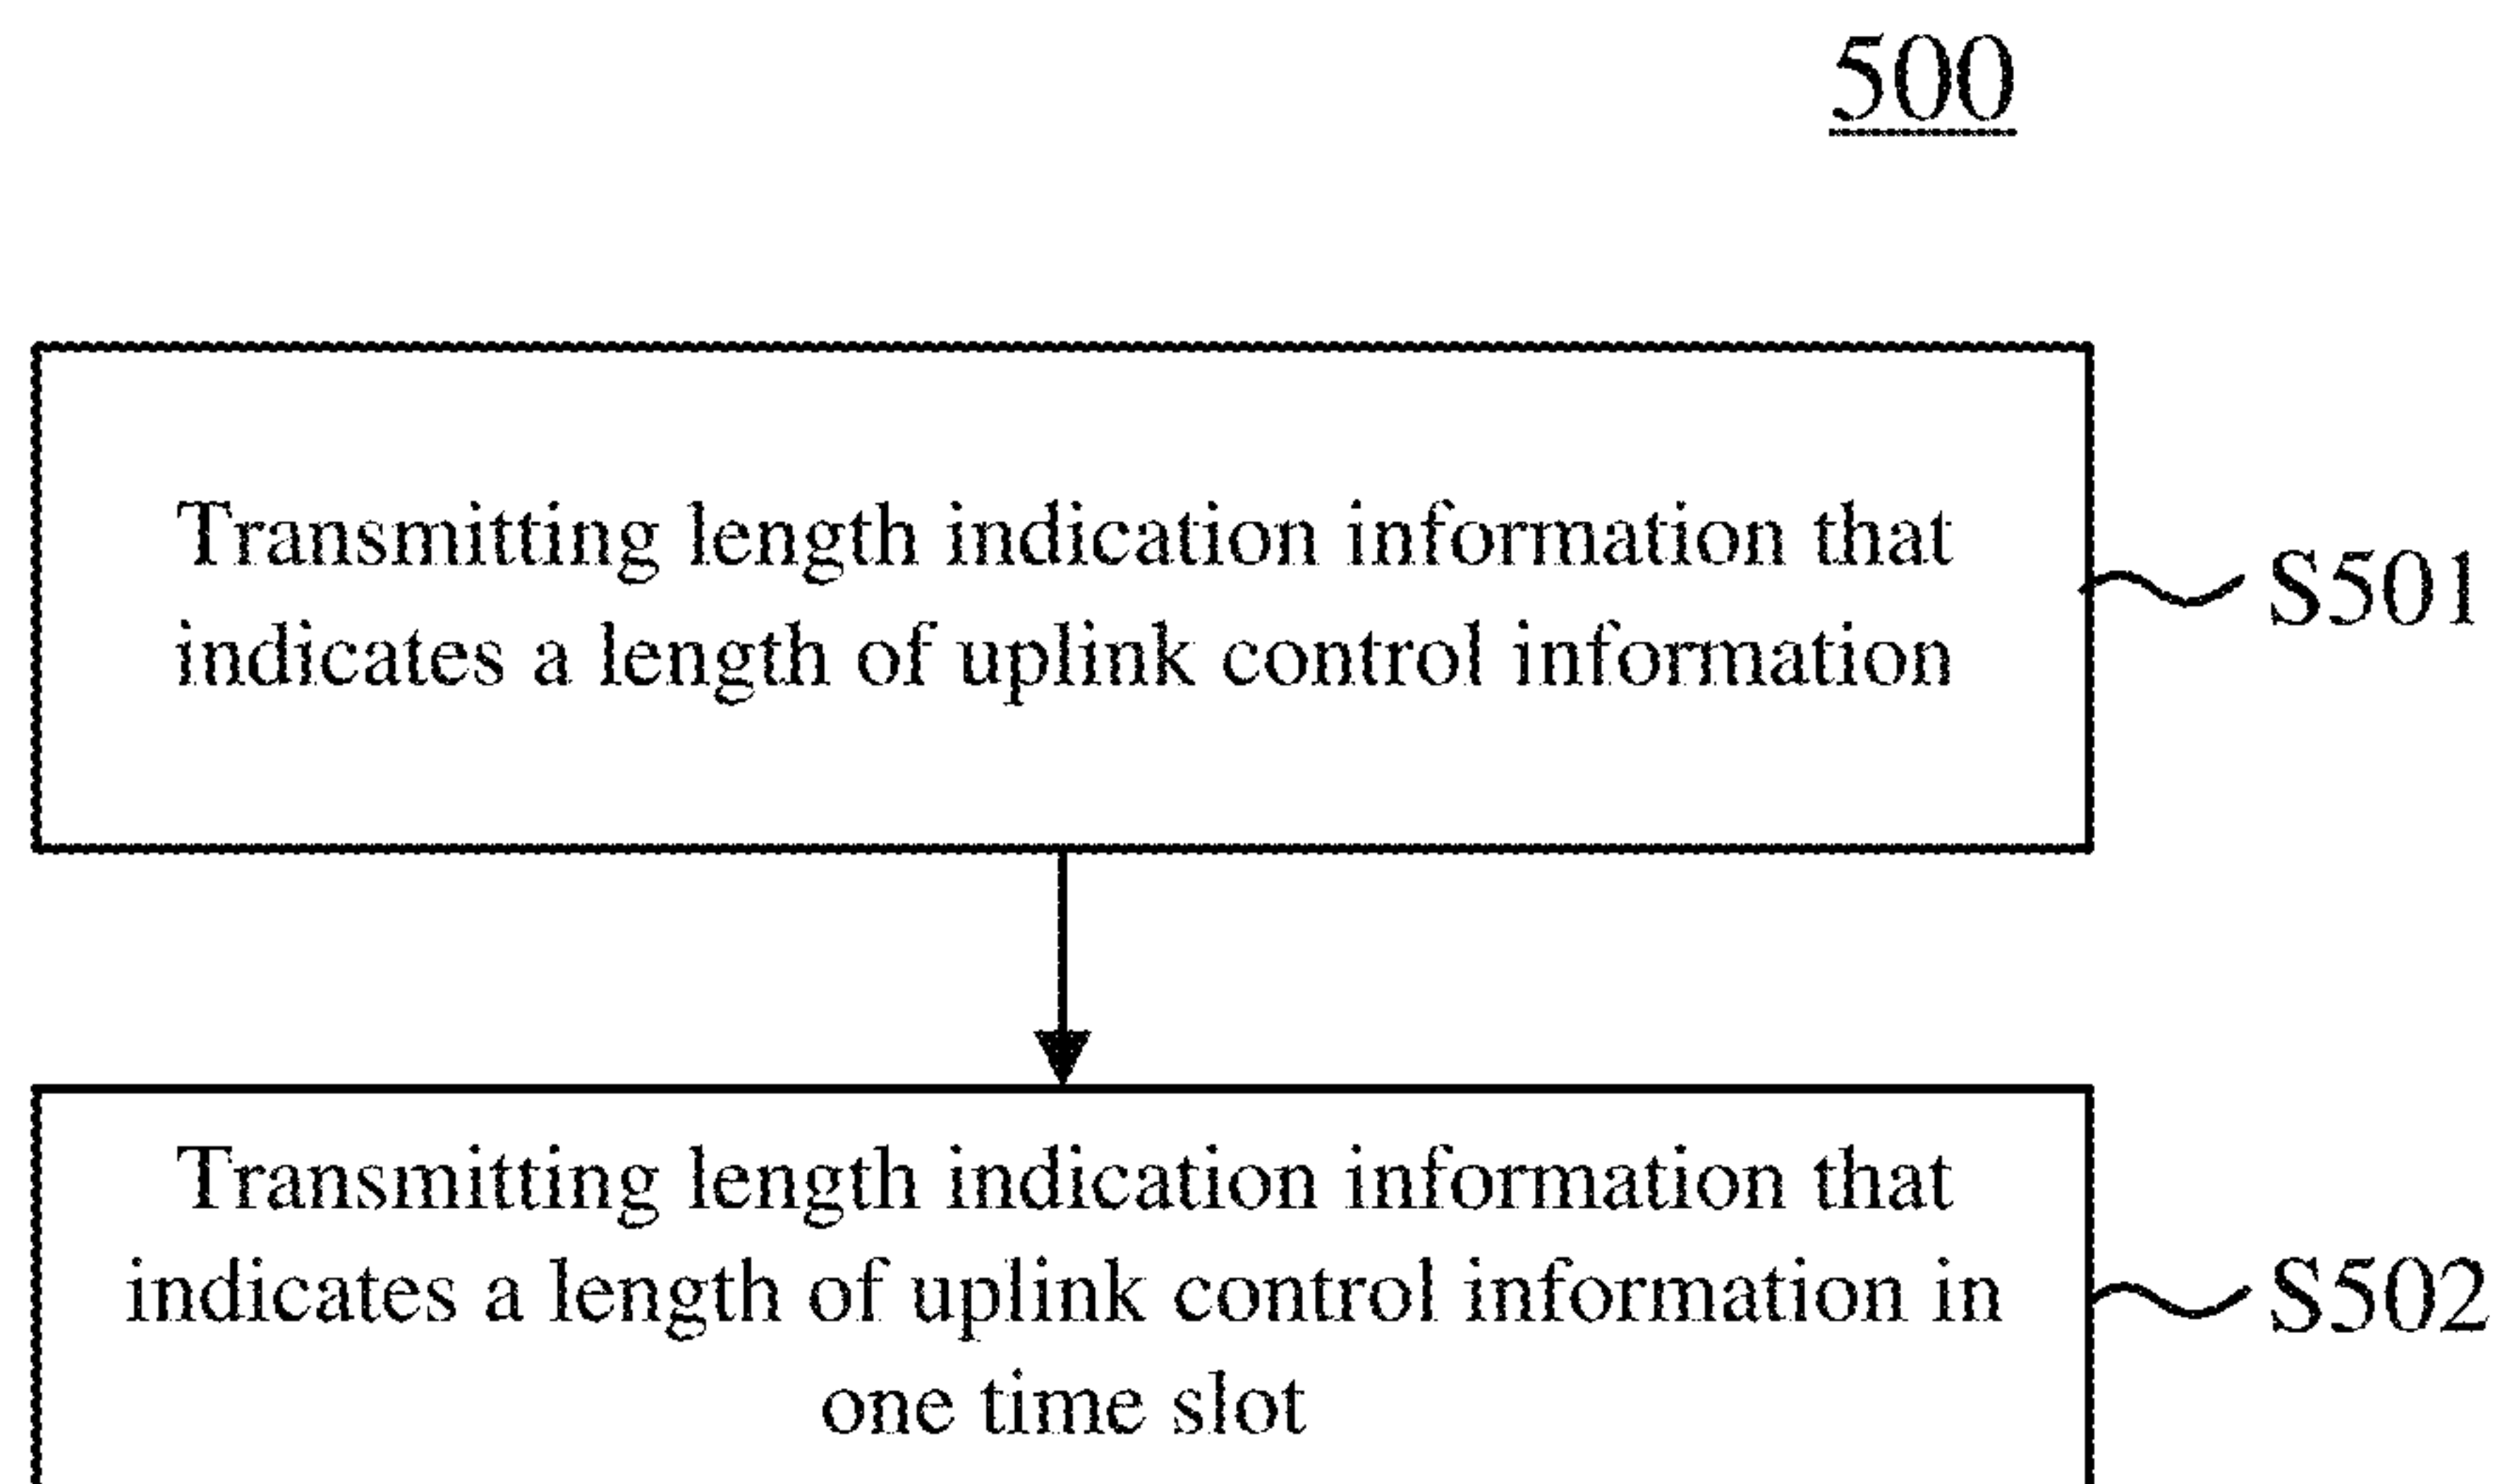 500
Transmitting length indication information that
indicates a length of uplink control information
S501
Transmitting length indication information that
indicates a length of uplink control information in
one time slot
S502